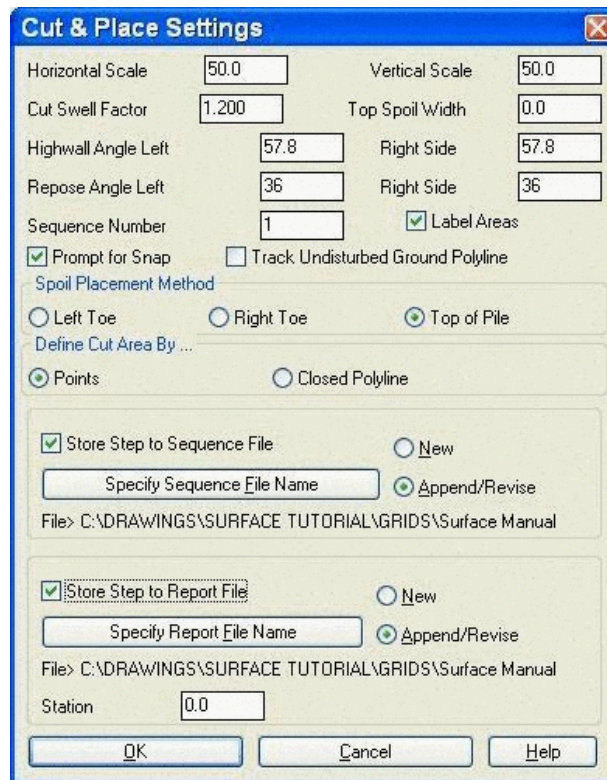 Cut & Place Settings
Horizontal Scale 50.0 Vertical Scale 50.0
Cut Swell Factor 1.200 Top Spoil Width 0.0
Highwall Angle Left 57.8 Right Side 57.8
Repose Angle Left 36 Right Side 36
Sequence Number 1 Label Areas
Prompt for Snap Track Undisturbed Ground Polyline
Spoil Placement Method
Left Toe Right Toe Top of Pile
Define Cut Area By ...
Points Closed Polyline
Store Step to Sequence File New
Specify Sequence File Name Append/Revise
File> C:\DRAWINGS\SURFACE TUTORIAL\GRIDS\Surface Manual
Store Step to Report File New
Specify Report File Name Append/Revise
File> C:\DRAWINGS\SURFACE TUTORIAL\GRIDS\Surface Manual
Station 0.0
OK Cancel Help